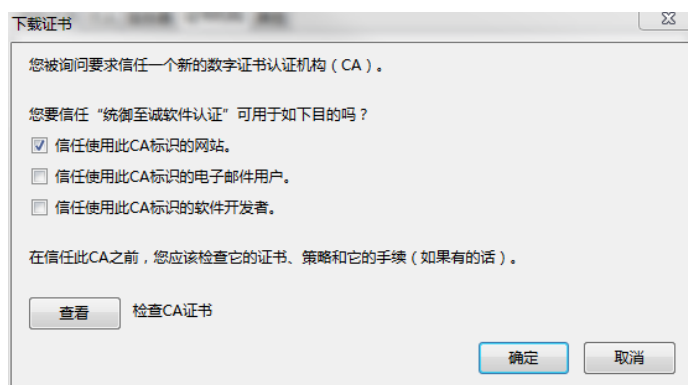 下载证书
您被询问要求信任一个新的数字证书认证机构（CA）。
您要信任“统御至诚软件认证”可用于如下目的吗？
信任使用此CA标识的网站。
信任使用此CA标识的电子邮件用户。
信任使用此CA标识的软件开发者。
在信任此CA之前，您应该检查它的证书、策略和它的手续（如果有的话）。
查看 检查CA证书
确定 取消